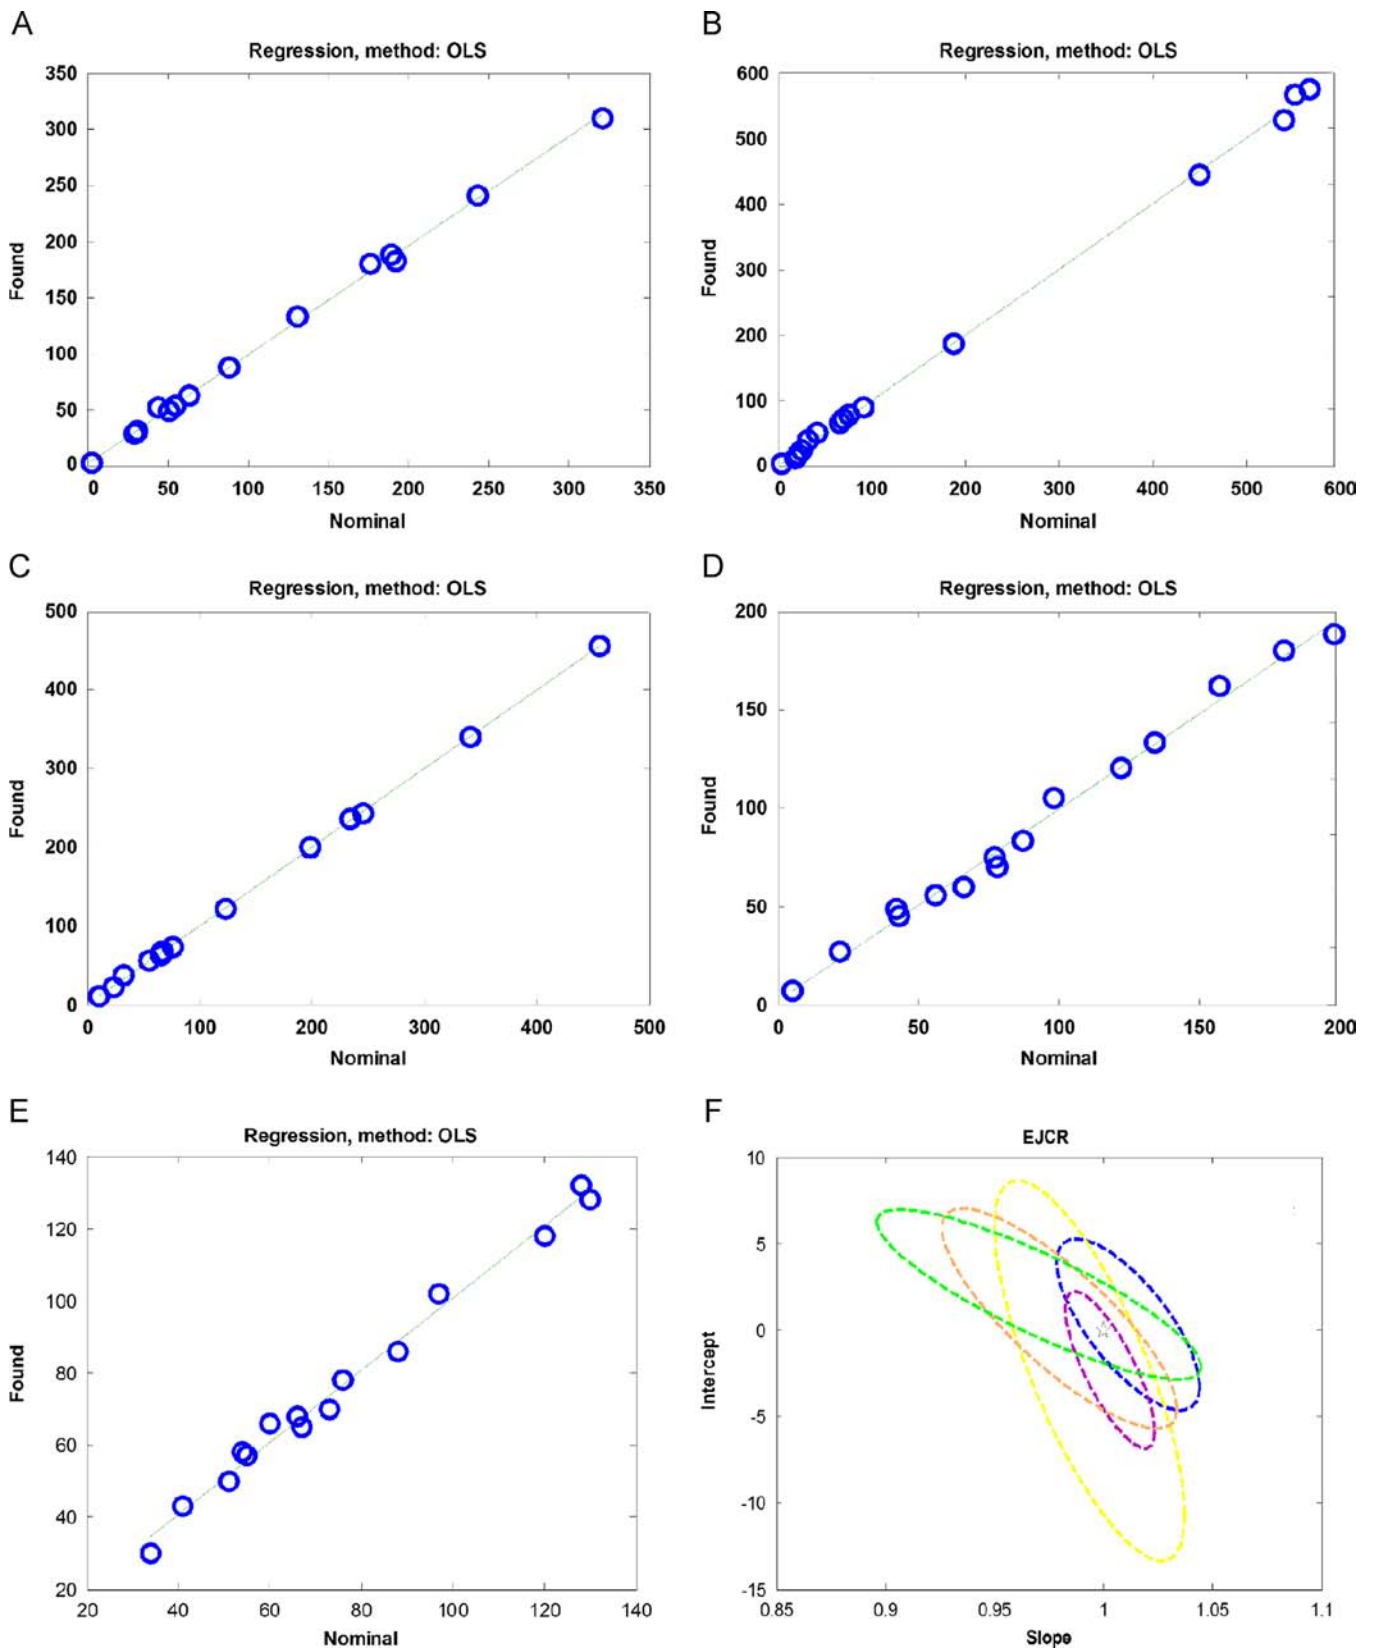 A
Regression, method: OLS
350
300
250
200
150
100
50
0
0 50 100 150 200 250 300 350
Found
Nominal
B
Regression, method: OLS
600
500
400
300
200
100
0
0 100 200 300 400 500 600
Found
Nominal
C
Regression, method: OLS
500
400
300
200
100
0
0 100 200 300 400 500
Found
Nominal
D
Regression, method: OLS
200
150
100
50
0
0 50 100 150 200
Found
Nominal
E
Regression, method: OLS
140
120
100
80
60
40
20
20 40 60 80 100 120 140
Found
Nominal
F
EJCR
10
5
0
-5
-10
-15
0.85 0.9 0.95 1 1.05 1.1
Intercept
Slope